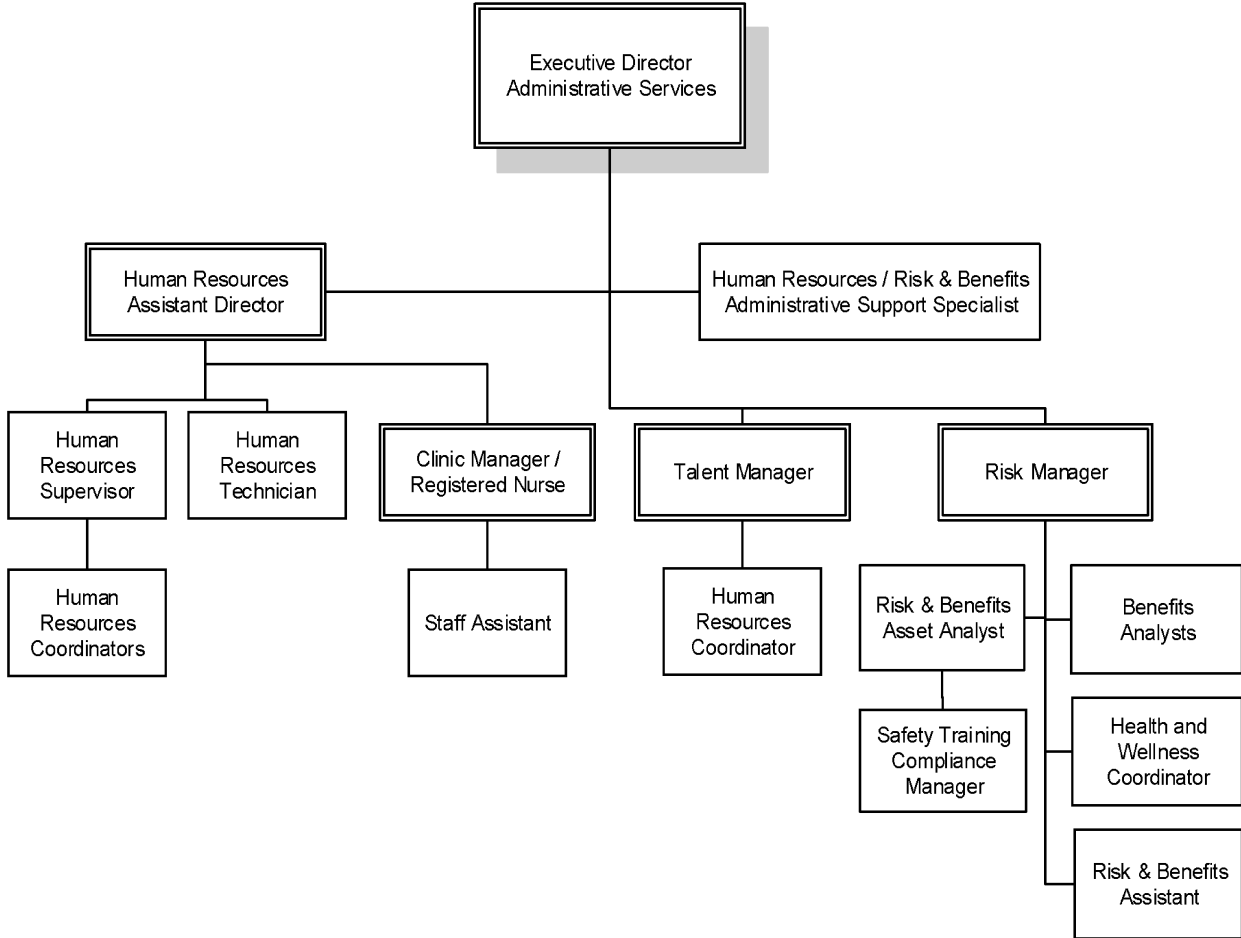 Executive Director
Administrative Services
Human Resources
Assistant Director
Human Resources / Risk & Benefits
Administrative Support Specialist
Human
Resources
Supervisor
Human
Resources
Technician
Clinic Manager /
Registered Nurse
Talent Manager
Risk Manager
Human
Resources
Coordinators
Staff Assistant
Human
Resources
Coordinator
Risk & Benefits
Asset Analyst
Benefits
Analysts
Safety Training
Compliance
Manager
Health and
Wellness
Coordinator
Risk & Benefits
Assistant